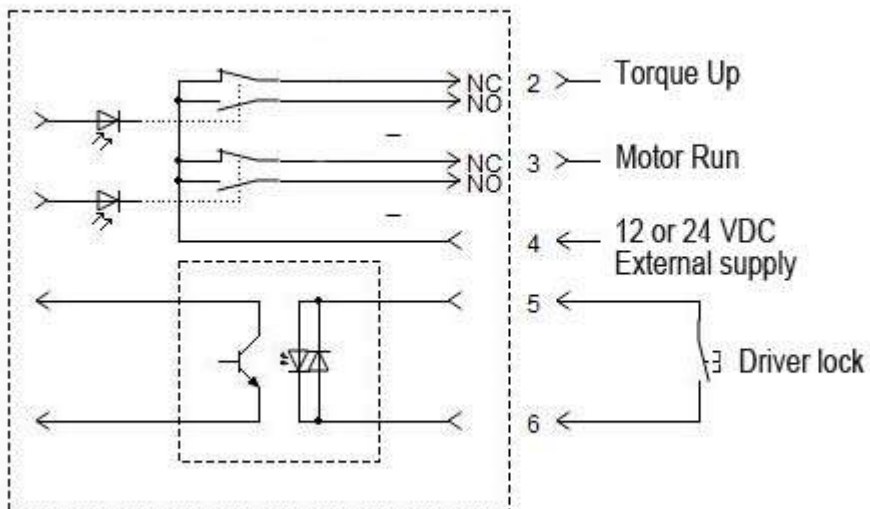 NC 2 Torque Up
NO
NC 3 Motor Run
NO
4 12 or 24 VDC
External supply
5
Driver lock
6